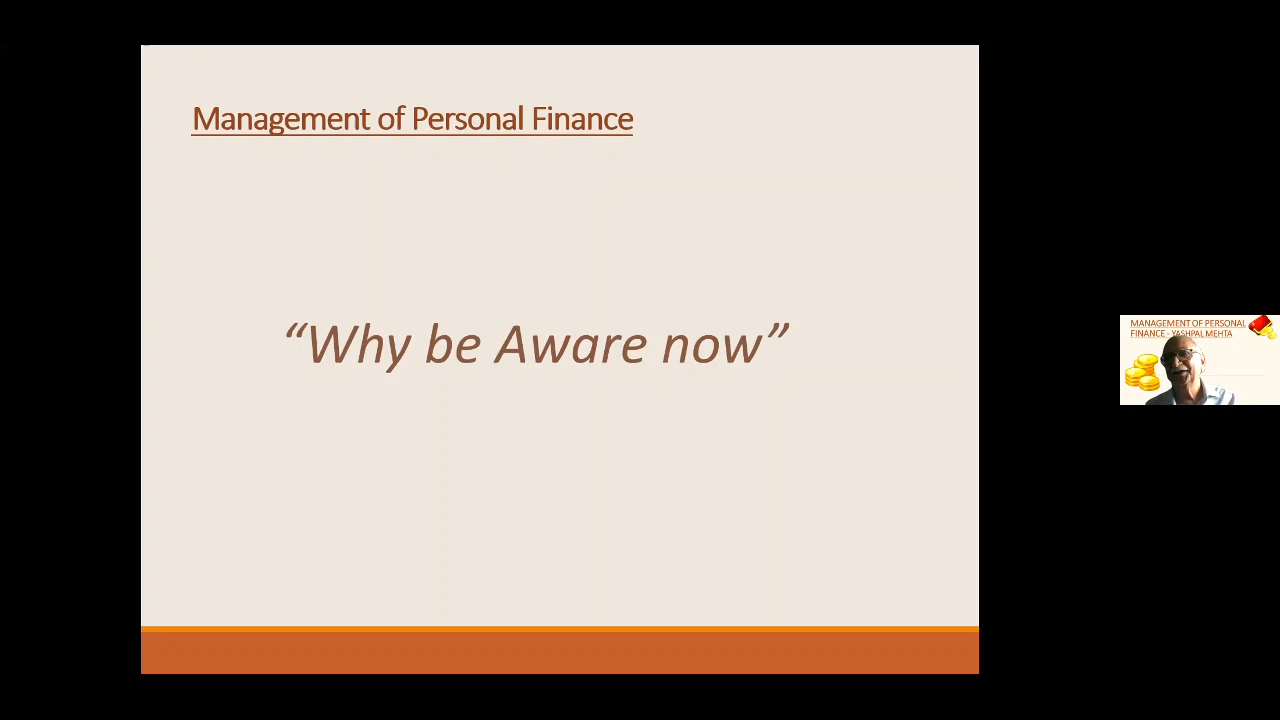 Management of Personal Finance
“Why be Aware now”
MANAGEMENT OF PERSONAL
FINANCE - YASHPAL MEHTA